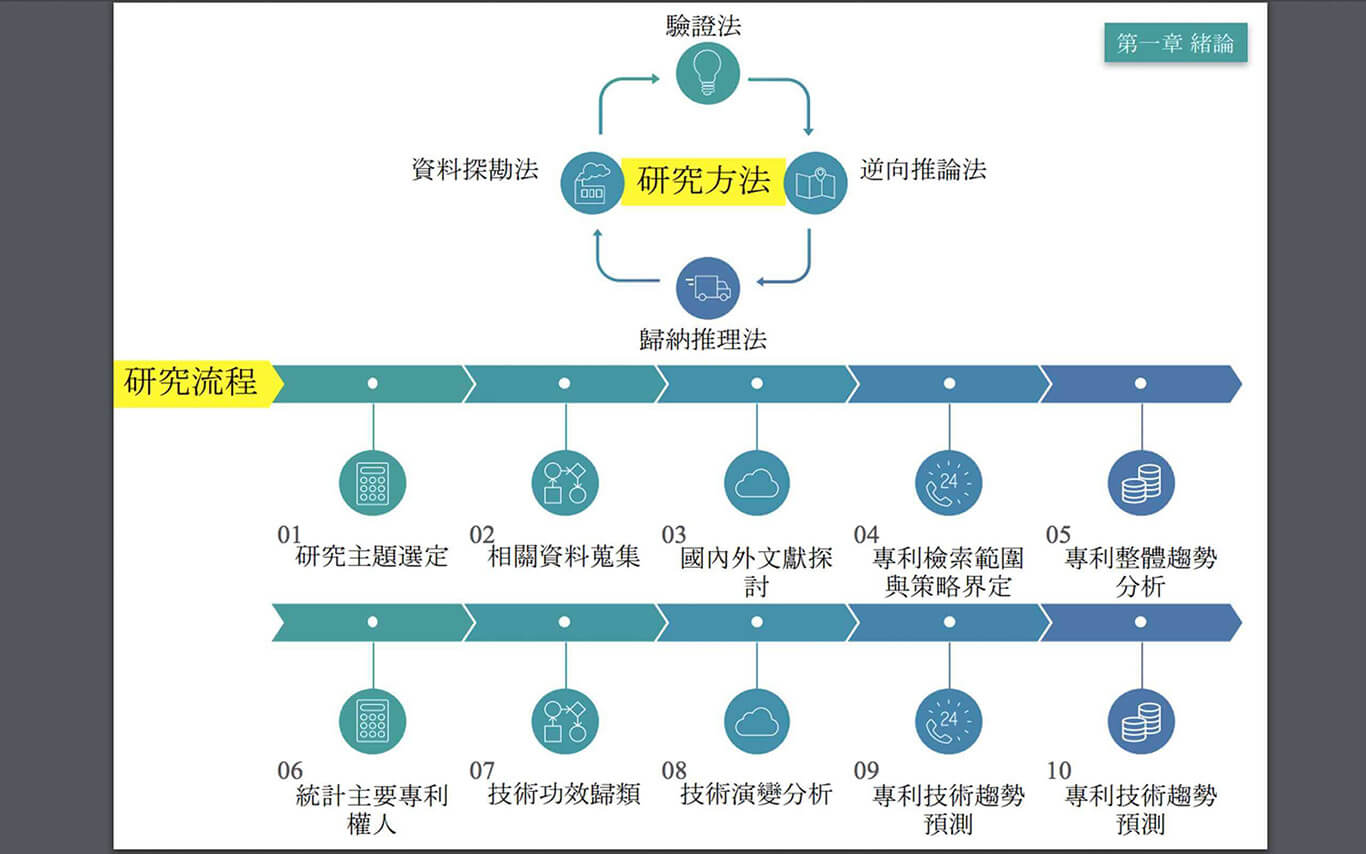 驗證法
第一章 緒論
資料探勘法
研究方法
逆向推論法
歸納推理法
研究流程
01
研究主題選定
02
相關資料蒐集
03
國內外文獻探
討
04
24
專利檢索範圍
與策略界定
05
專利整體趨勢
分析
06
統計主要專利
權人
07
技術功效歸類
08
技術演變分析
09
24
專利技術趨勢
預測
10
專利技術趨勢
預測